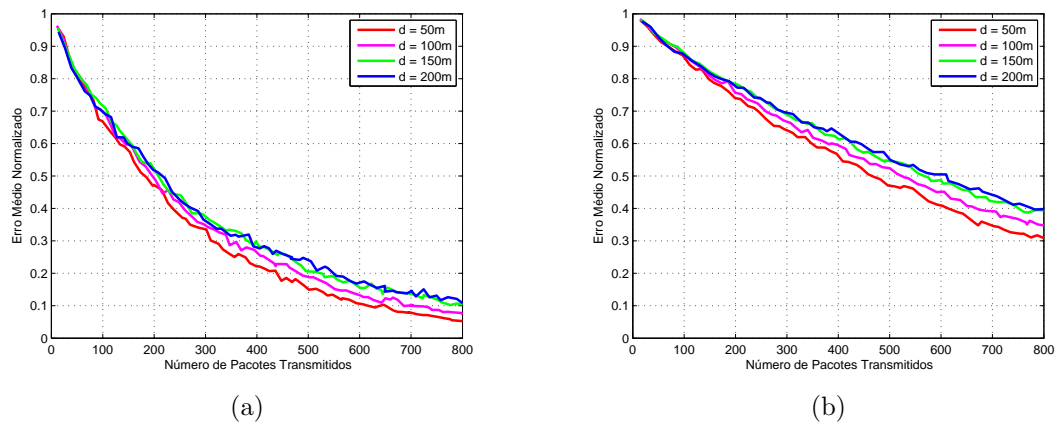 1
0.9
0.8
0.7
0.6
0.5
0.4
0.3
0.2
0.1
0
0 100 200 300 400 500 600 700 800
Erro Médio Normalizado
Número de Pacotes Transmitidos
d = 50m
d = 100m
d = 150m
d = 200m
(a)
1
0.9
0.8
0.7
0.6
0.5
0.4
0.3
0.2
0.1
0
0 100 200 300 400 500 600 700 800
Erro Médio Normalizado
Número de Pacotes Transmitidos
d = 50m
d = 100m
d = 150m
d = 200m
(b)